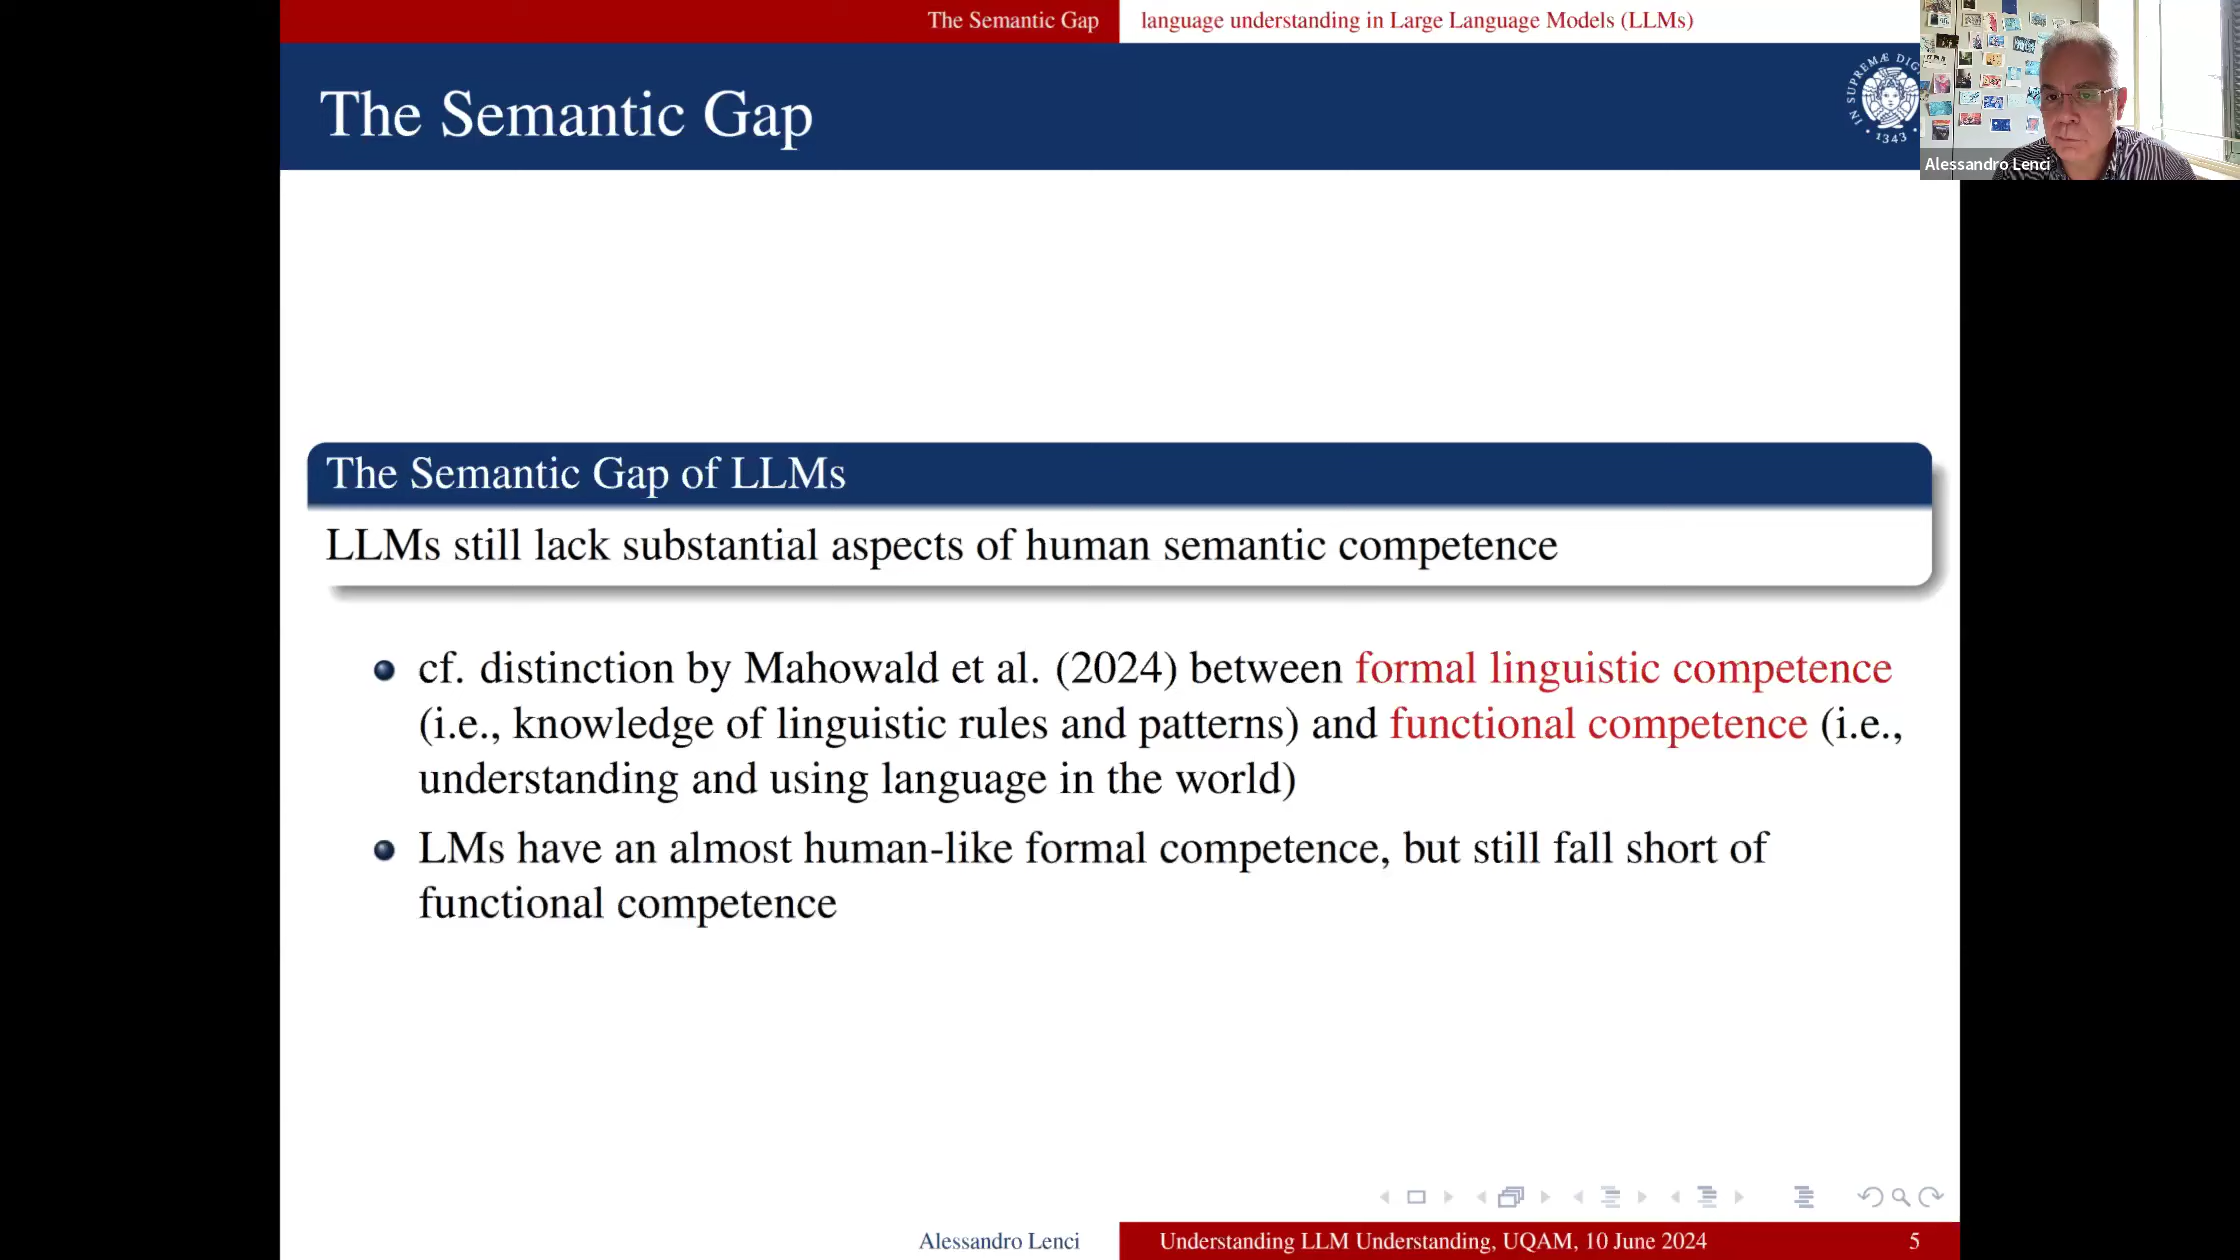 The Semantic Gap
language understanding in Large Language Models (LLMs)
The Semantic Gap
IN SUPREMÆ DIG
1343
Alessandro Lenci
The Semantic Gap of LLMs
LLMs still lack substantial aspects of human semantic competence
cf. distinction by Mahowald et al. (2024) between formal linguistic competence
(i.e., knowledge of linguistic rules and patterns) and functional competence (i.e.,
understanding and using language in the world)
LMs have an almost human-like formal competence, but still fall short of
functional competence
Alessandro Lenci
Understanding LLM Understanding, UQAM, 10 June 2024
5